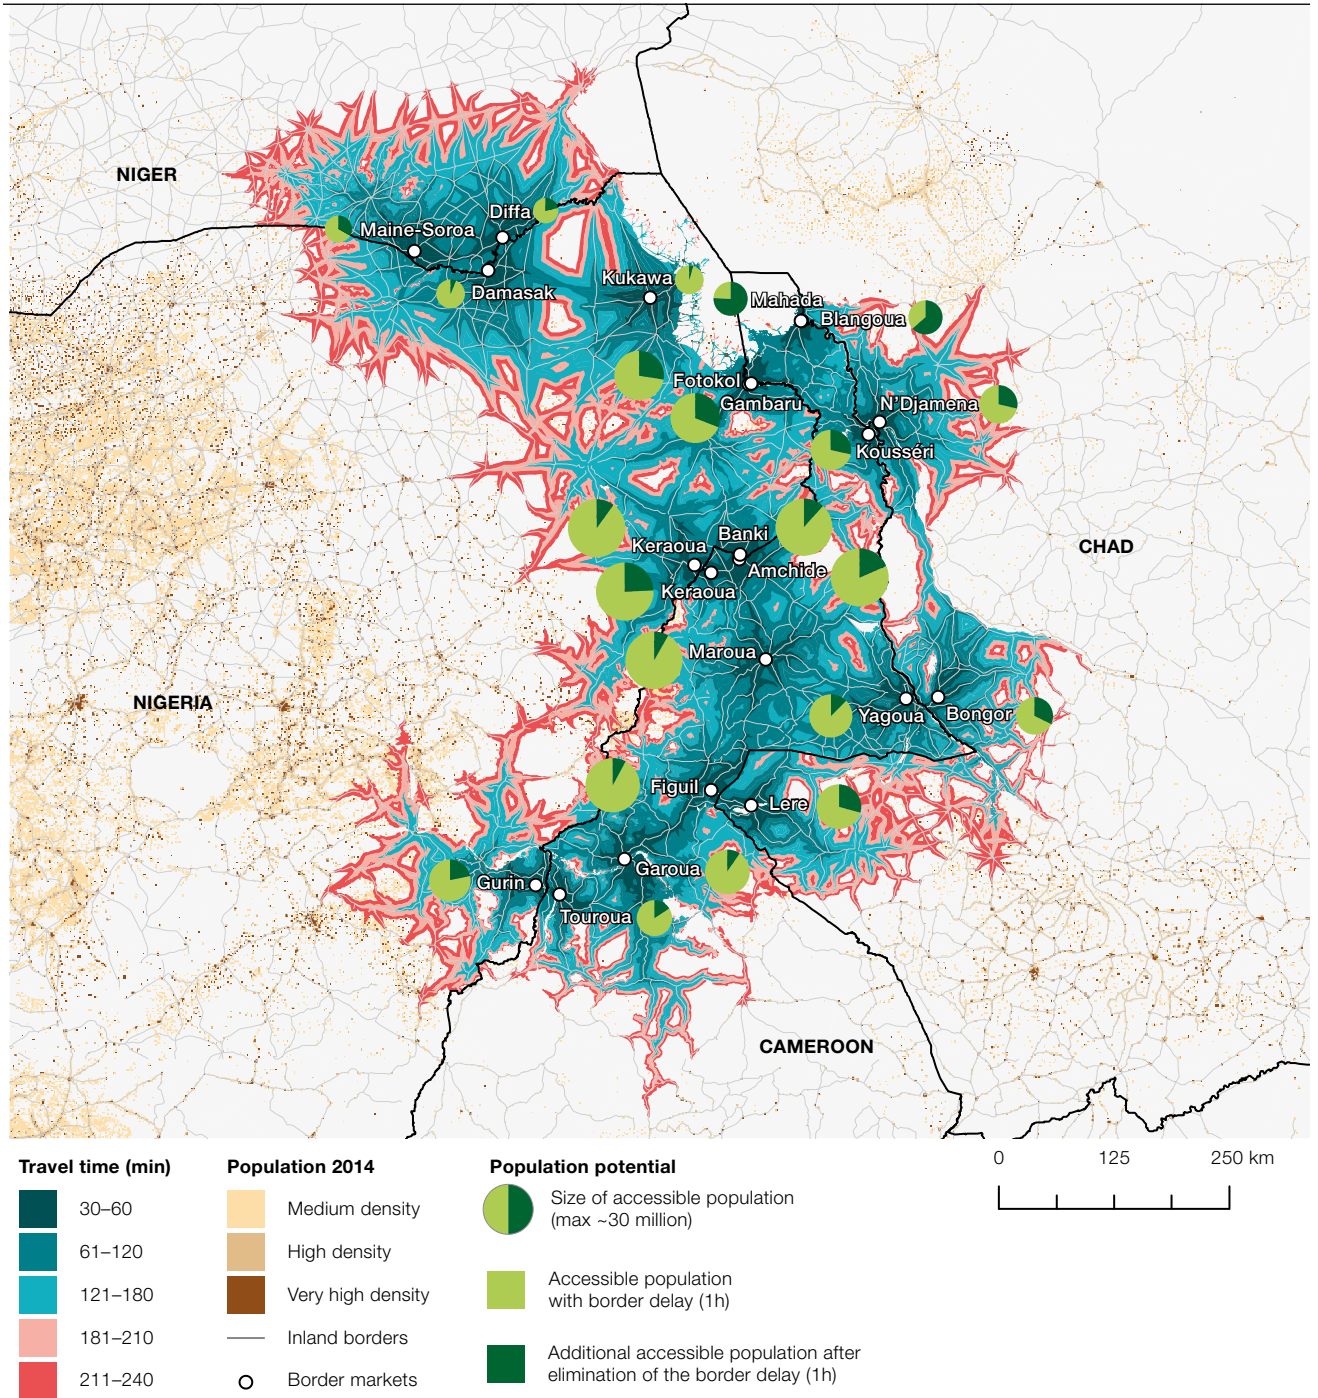 NIGER
Diffa
Maine-Soroa
Kukawa
Damasak
Mahada
Blangoua
Fotokol
Gambaru
N'Djamena
Kousséri
Banki
Keraoua
CHAD
Amchide
Keraoua
Maroua
NIGERIA
Yagoua
Bongor
Figuil
Lere
Garoua
Gurin
Touroua
CAMEROON
Travel time (min)
30–60
61–120
121–180
181–210
211–240
Population 2014
Medium density
High density
Very high density
Inland borders
Border markets
Population potential
Size of accessible population
(max ~30 million)
Accessible population
with border delay (1h)
Additional accessible population after
elimination of the border delay (1h)
0 125 250 km